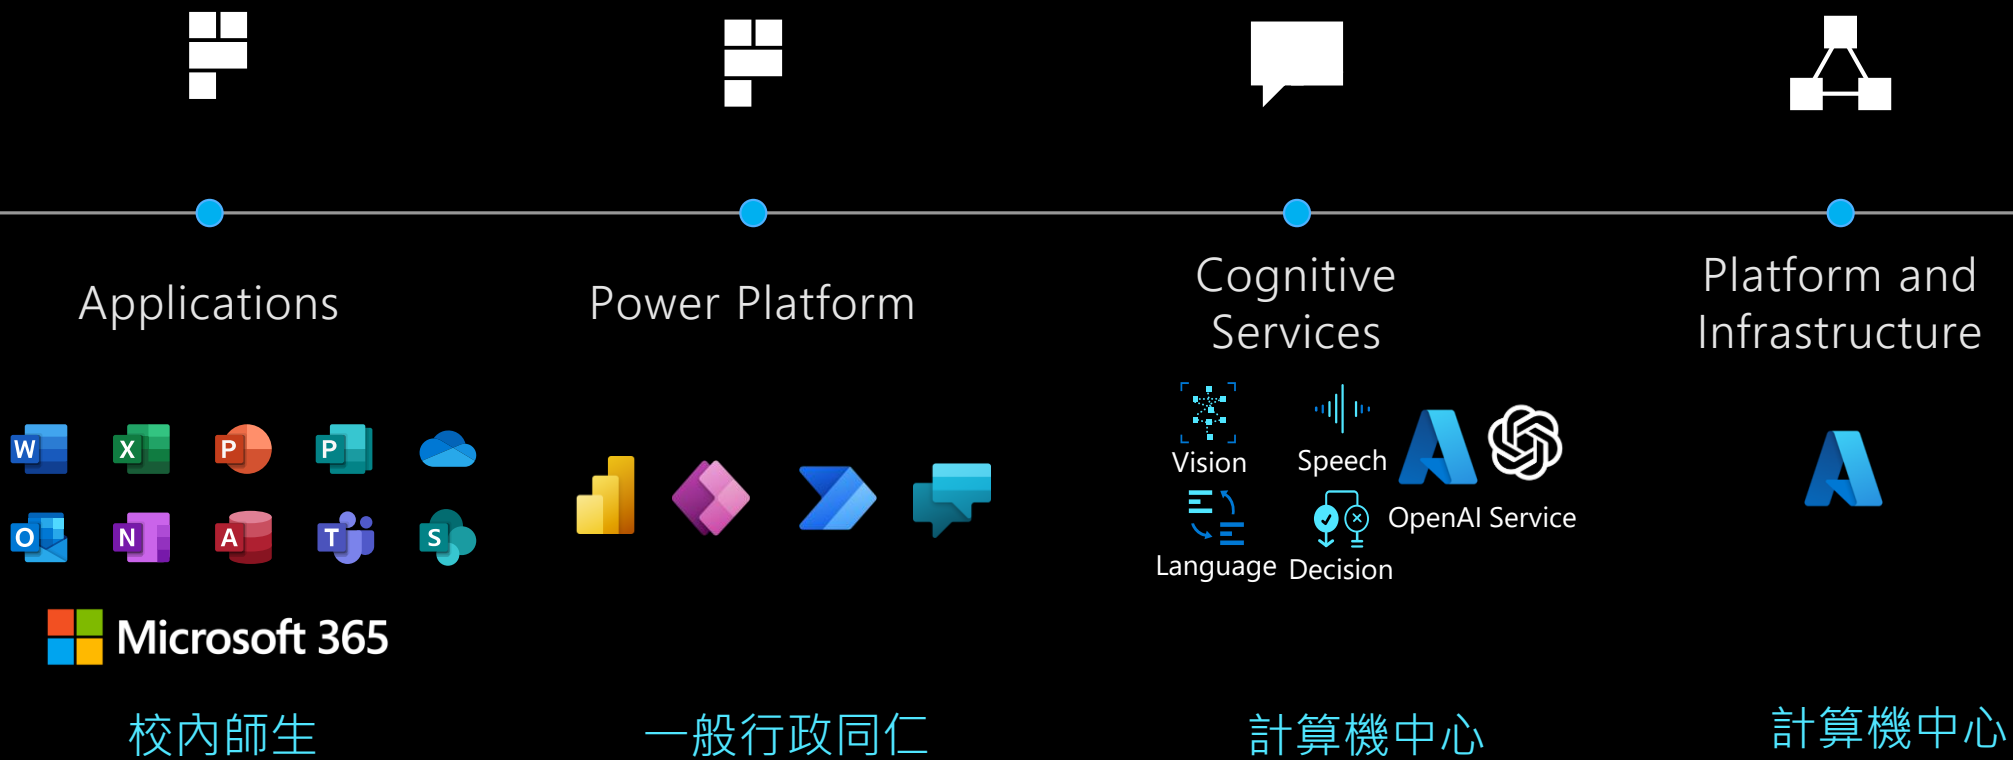 Applications
Power Platform
Cognitive
Services
Platform and
Infrastructure
W
X
P
P
O
N
A
T
S
Microsoft 365
Vision
Speech
Language
Decision
OpenAI Service
校內師生
一般行政同仁
計算機中心
計算機中心